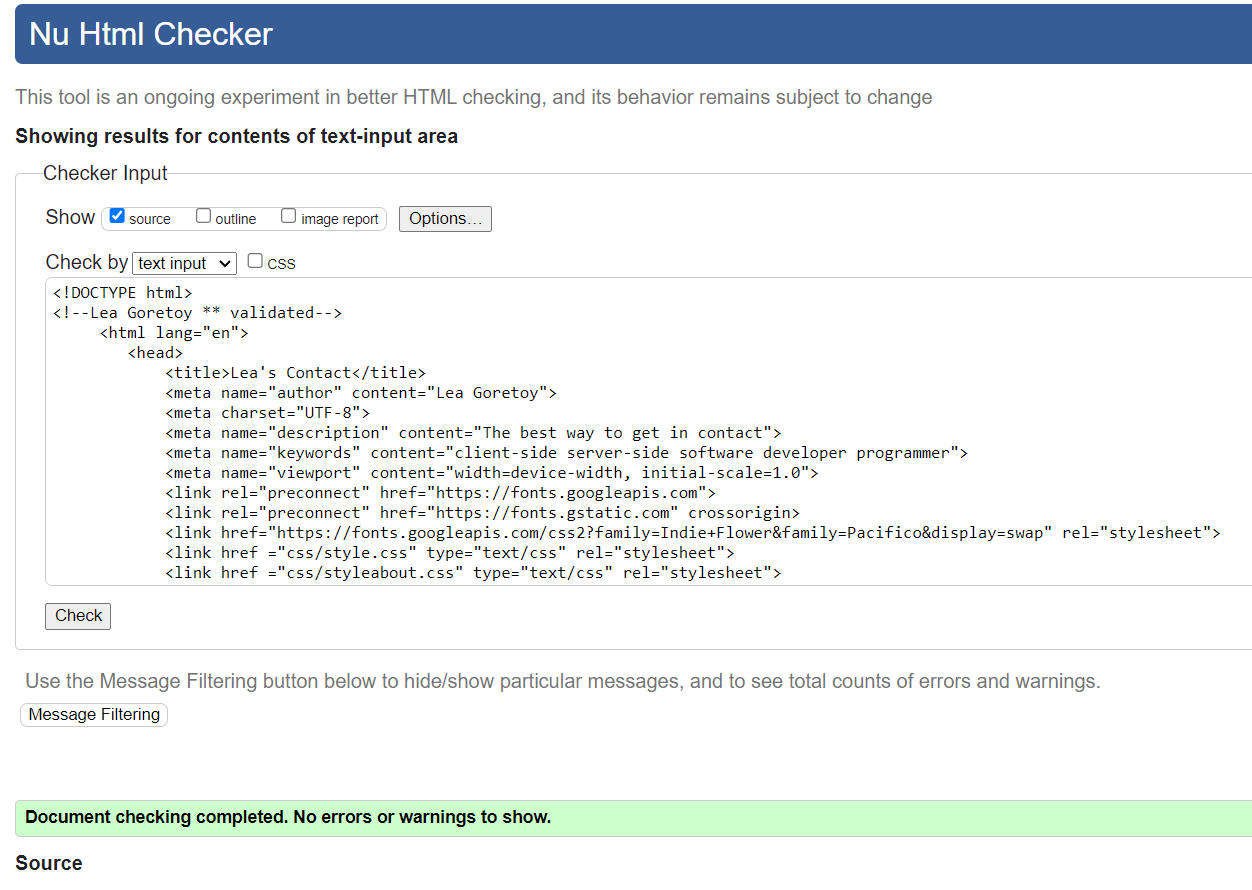 Nu Html Checker
This tool is an ongoing experiment in better HTML checking, and its behavior remains subject to change
Showing results for contents of text-input area
Checker Input
Show source outline image report Options...
Check by text input CSS
<!DOCTYPE html>
<!--Lea Goretoy ** validated-->
<html lang="en">
<head>
<title>Lea's Contact</title>
<meta name="author" content="Lea Goretoy">
<meta charset="UTF-8">
<meta name="description" content="The best way to get in contact">
<meta name="keywords" content="client-side server-side software developer programmer">
<meta name="viewport" content="width=device-width, initial-scale=1.0">
<link rel="preconnect" href="https://fonts.googleapis.com">
<link rel="preconnect" href="https://fonts.gstatic.com" crossorigin>
<link href="https://fonts.googleapis.com/css2?family=Indie+Flower&family=Pacifico&display=swap" rel="stylesheet">
<link href ="css/style.css" type="text/css" rel="stylesheet">
<link href ="css/styleabout.css" type="text/css" rel="stylesheet">
Check
Use the Message Filtering button below to hide/show particular messages, and to see total counts of errors and warnings.
Message Filtering
Document checking completed. No errors or warnings to show.
Source